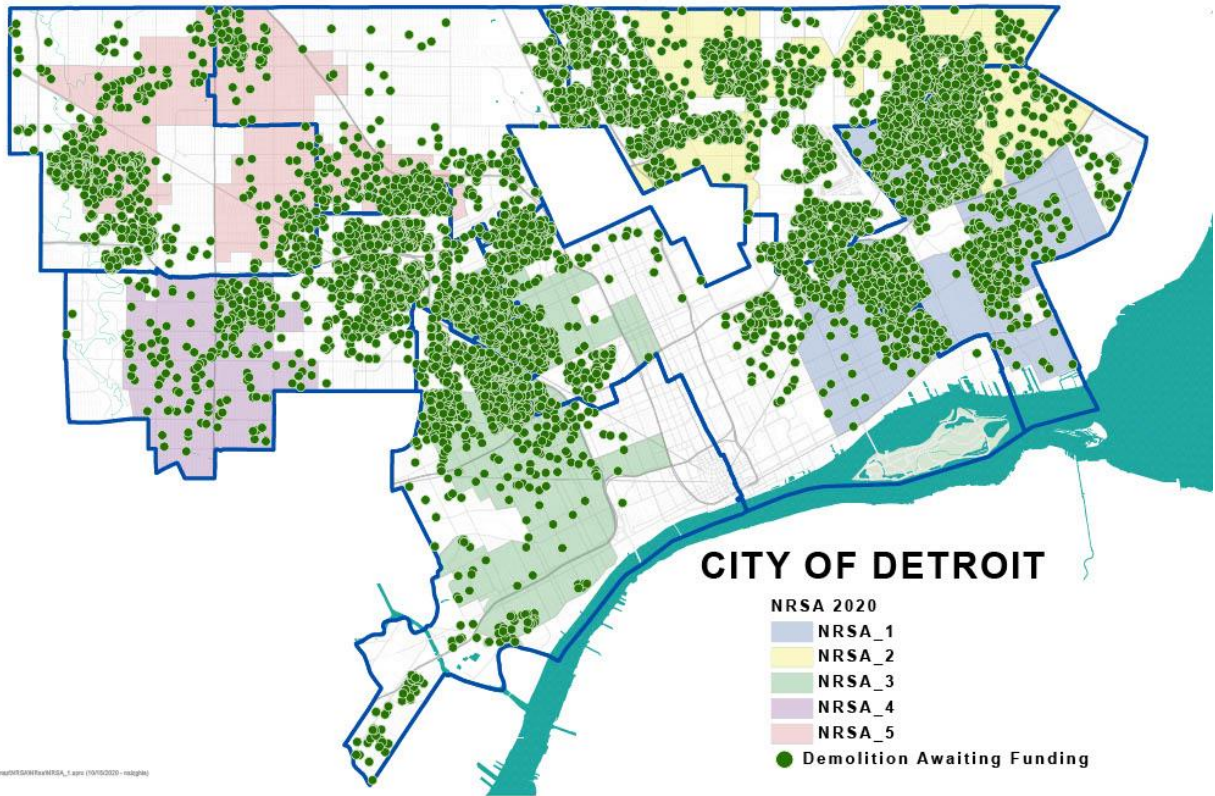 CITY OF DETROIT
NRSA 2020
NRSA_1
NRSA_2
NRSA_3
NRSA_4
NRSA_5
Demolition Awaiting Funding